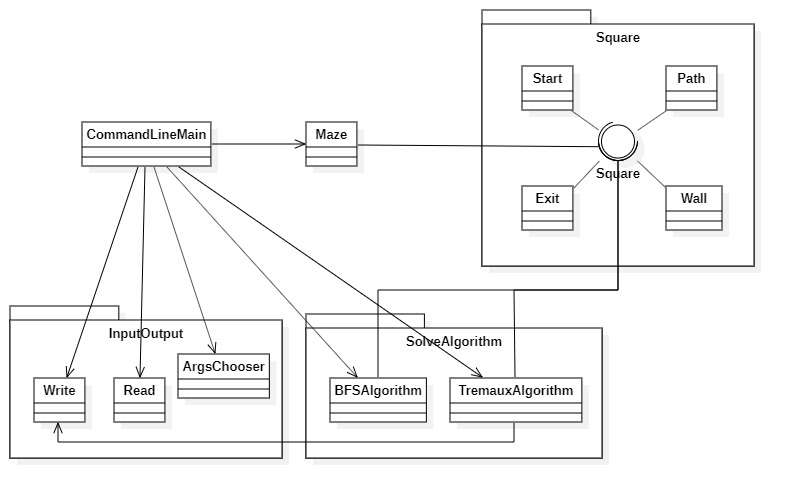 Square
Start
Path
CommandLineMain
Maze
Square
Exit
Wall
InputOutput
SolveAlgorithm
ArgsChooser
Write
Read
BFSAlgorithm
TremauxAlgorithm